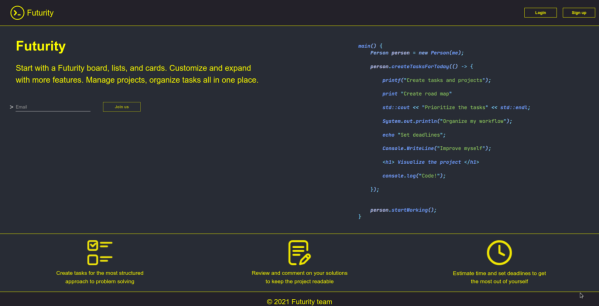 Futurity
Login
Sign up
Futurity
Start with a Futurity board, lists, and cards. Customize and expand
with more features. Manage projects, organize tasks all in one place.
> Email
Join us
main() {
Person person = new Person(me);
person.createTasksForToday(() -> {
printf("Create tasks and projects");
print "Create road map"
std::cout << "Prioritize the tasks" << std::endl;
System.out.println("Organize my workflow");
echo "Set deadlines";
Console.WriteLine("Improve myself");
<h1> Visualize the project </h1>
console.log("Code!");
});
person.startWorking();
}
Create tasks for the most structured
approach to problem solving
Review and comment on your solutions
to keep the project readable
Estimate time and set deadlines to get
the most out of yourself
© 2021 Futurity team